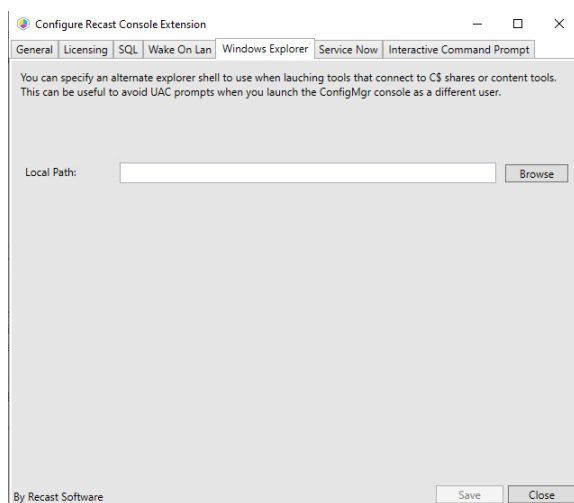 Configure Recast Console Extension
General Licensing SQL Wake On Lan Windows Explorer Service Now Interactive Command Prompt
You can specify an alternate explorer shell to use when lauching tools that connect to C$ shares or content tools.
This can be useful to avoid UAC prompts when you launch the ConfigMgr console as a different user.
Local Path: Browse
By Recast Software Save Close